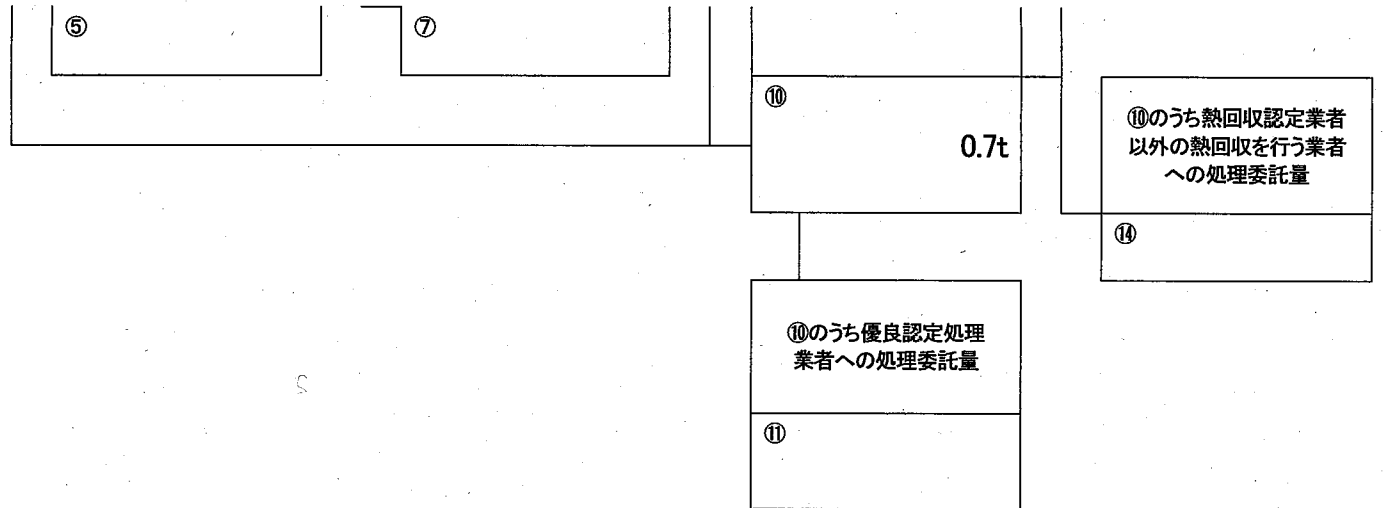 ⑤
⑦
⑩
0.7t
⑩のうち熱回収認定業者
以外の熱回収を行う業者
への処理委託量
⑭
⑩のうち優良認定処理
業者への処理委託量
⑪